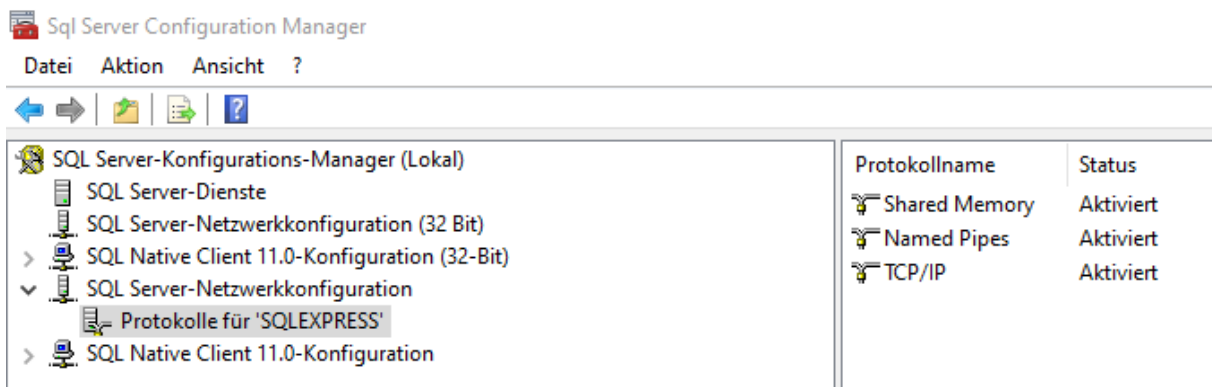 Sql Server Configuration Manager
Datei Aktion Ansicht ?
SQL Server-Konfigurations-Manager (Lokal)
SQL Server-Dienste
SQL Server-Netzwerkkonfiguration (32 Bit)
SQL Native Client 11.0-Konfiguration (32-Bit)
SQL Server-Netzwerkkonfiguration
Protokolle für 'SQLEXPRESS'
SQL Native Client 11.0-Konfiguration
Protokollname Status
Shared Memory Aktiviert
Named Pipes Aktiviert
TCP/IP Aktiviert